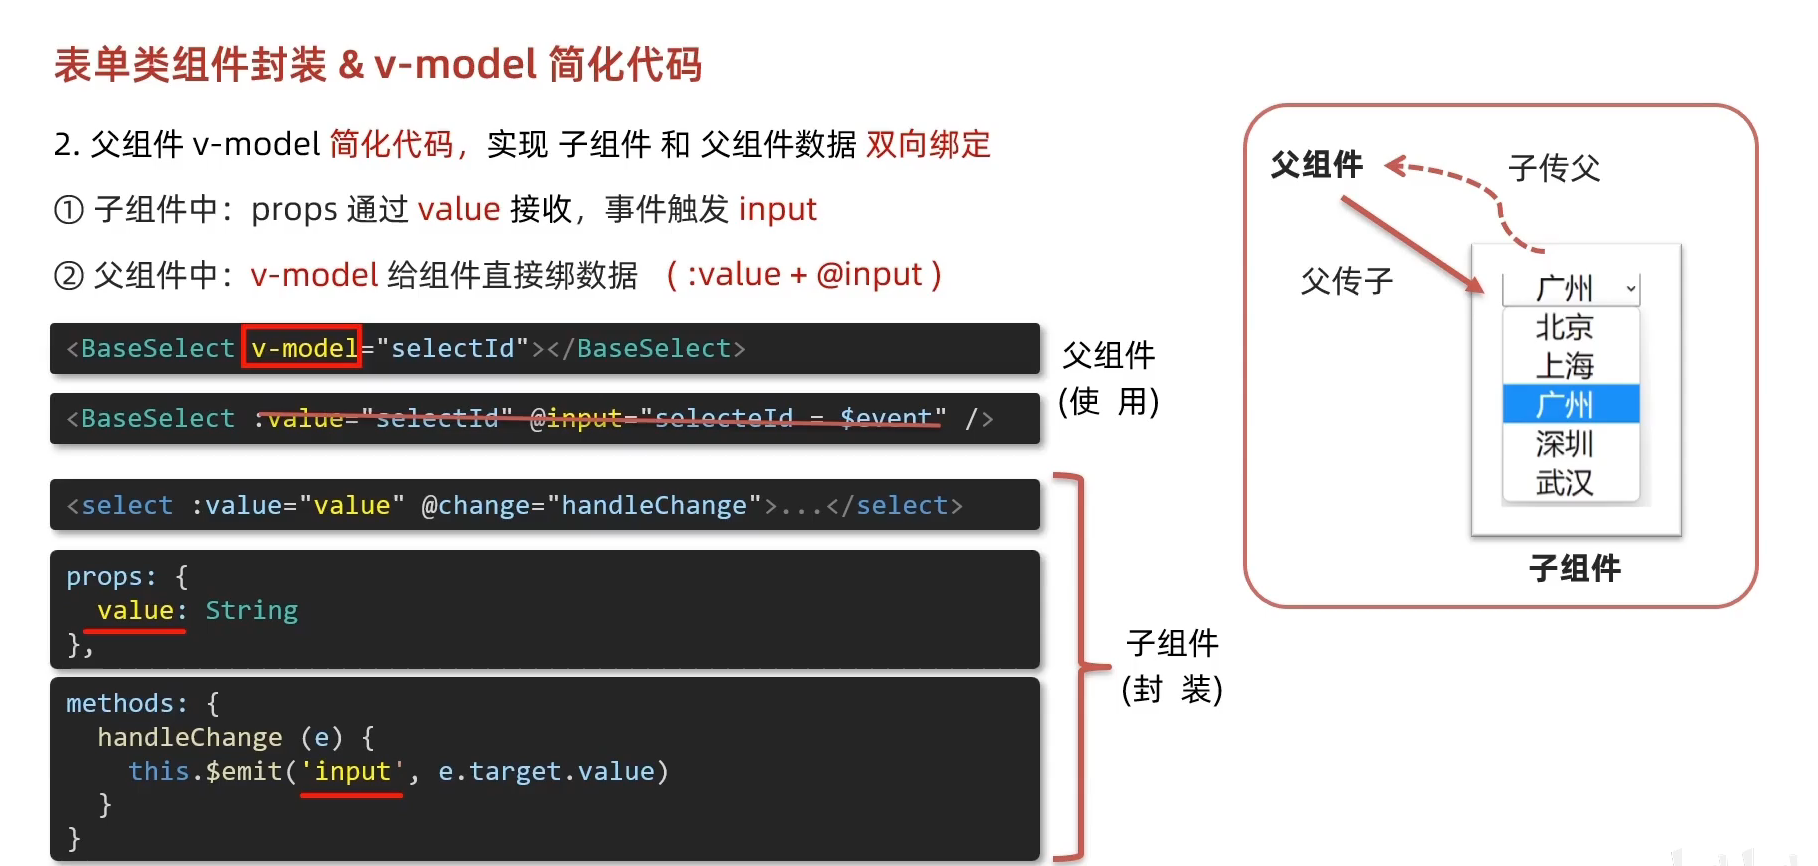 表单类组件封装 & v-model 简化代码
2. 父组件 v-model 简化代码，实现 子组件 和 父组件数据 双向绑定
① 子组件中：props 通过 value 接收，事件触发 input
② 父组件中：v-model 给组件直接绑数据 ( :value + @input )
<BaseSelect v-model="selectId"></BaseSelect>
<BaseSelect :value="selectId" @input="selecteId = $event" />
父组件
(使 用)
<select :value="value" @change="handleChange">...</select>
props: {
  value: String
},
methods: {
  handleChange (e) {
    this.$emit('input', e.target.value)
  }
}
子组件
(封 装)
父组件
子传父
父传子
广州
北京
上海
广州
深圳
武汉
子组件